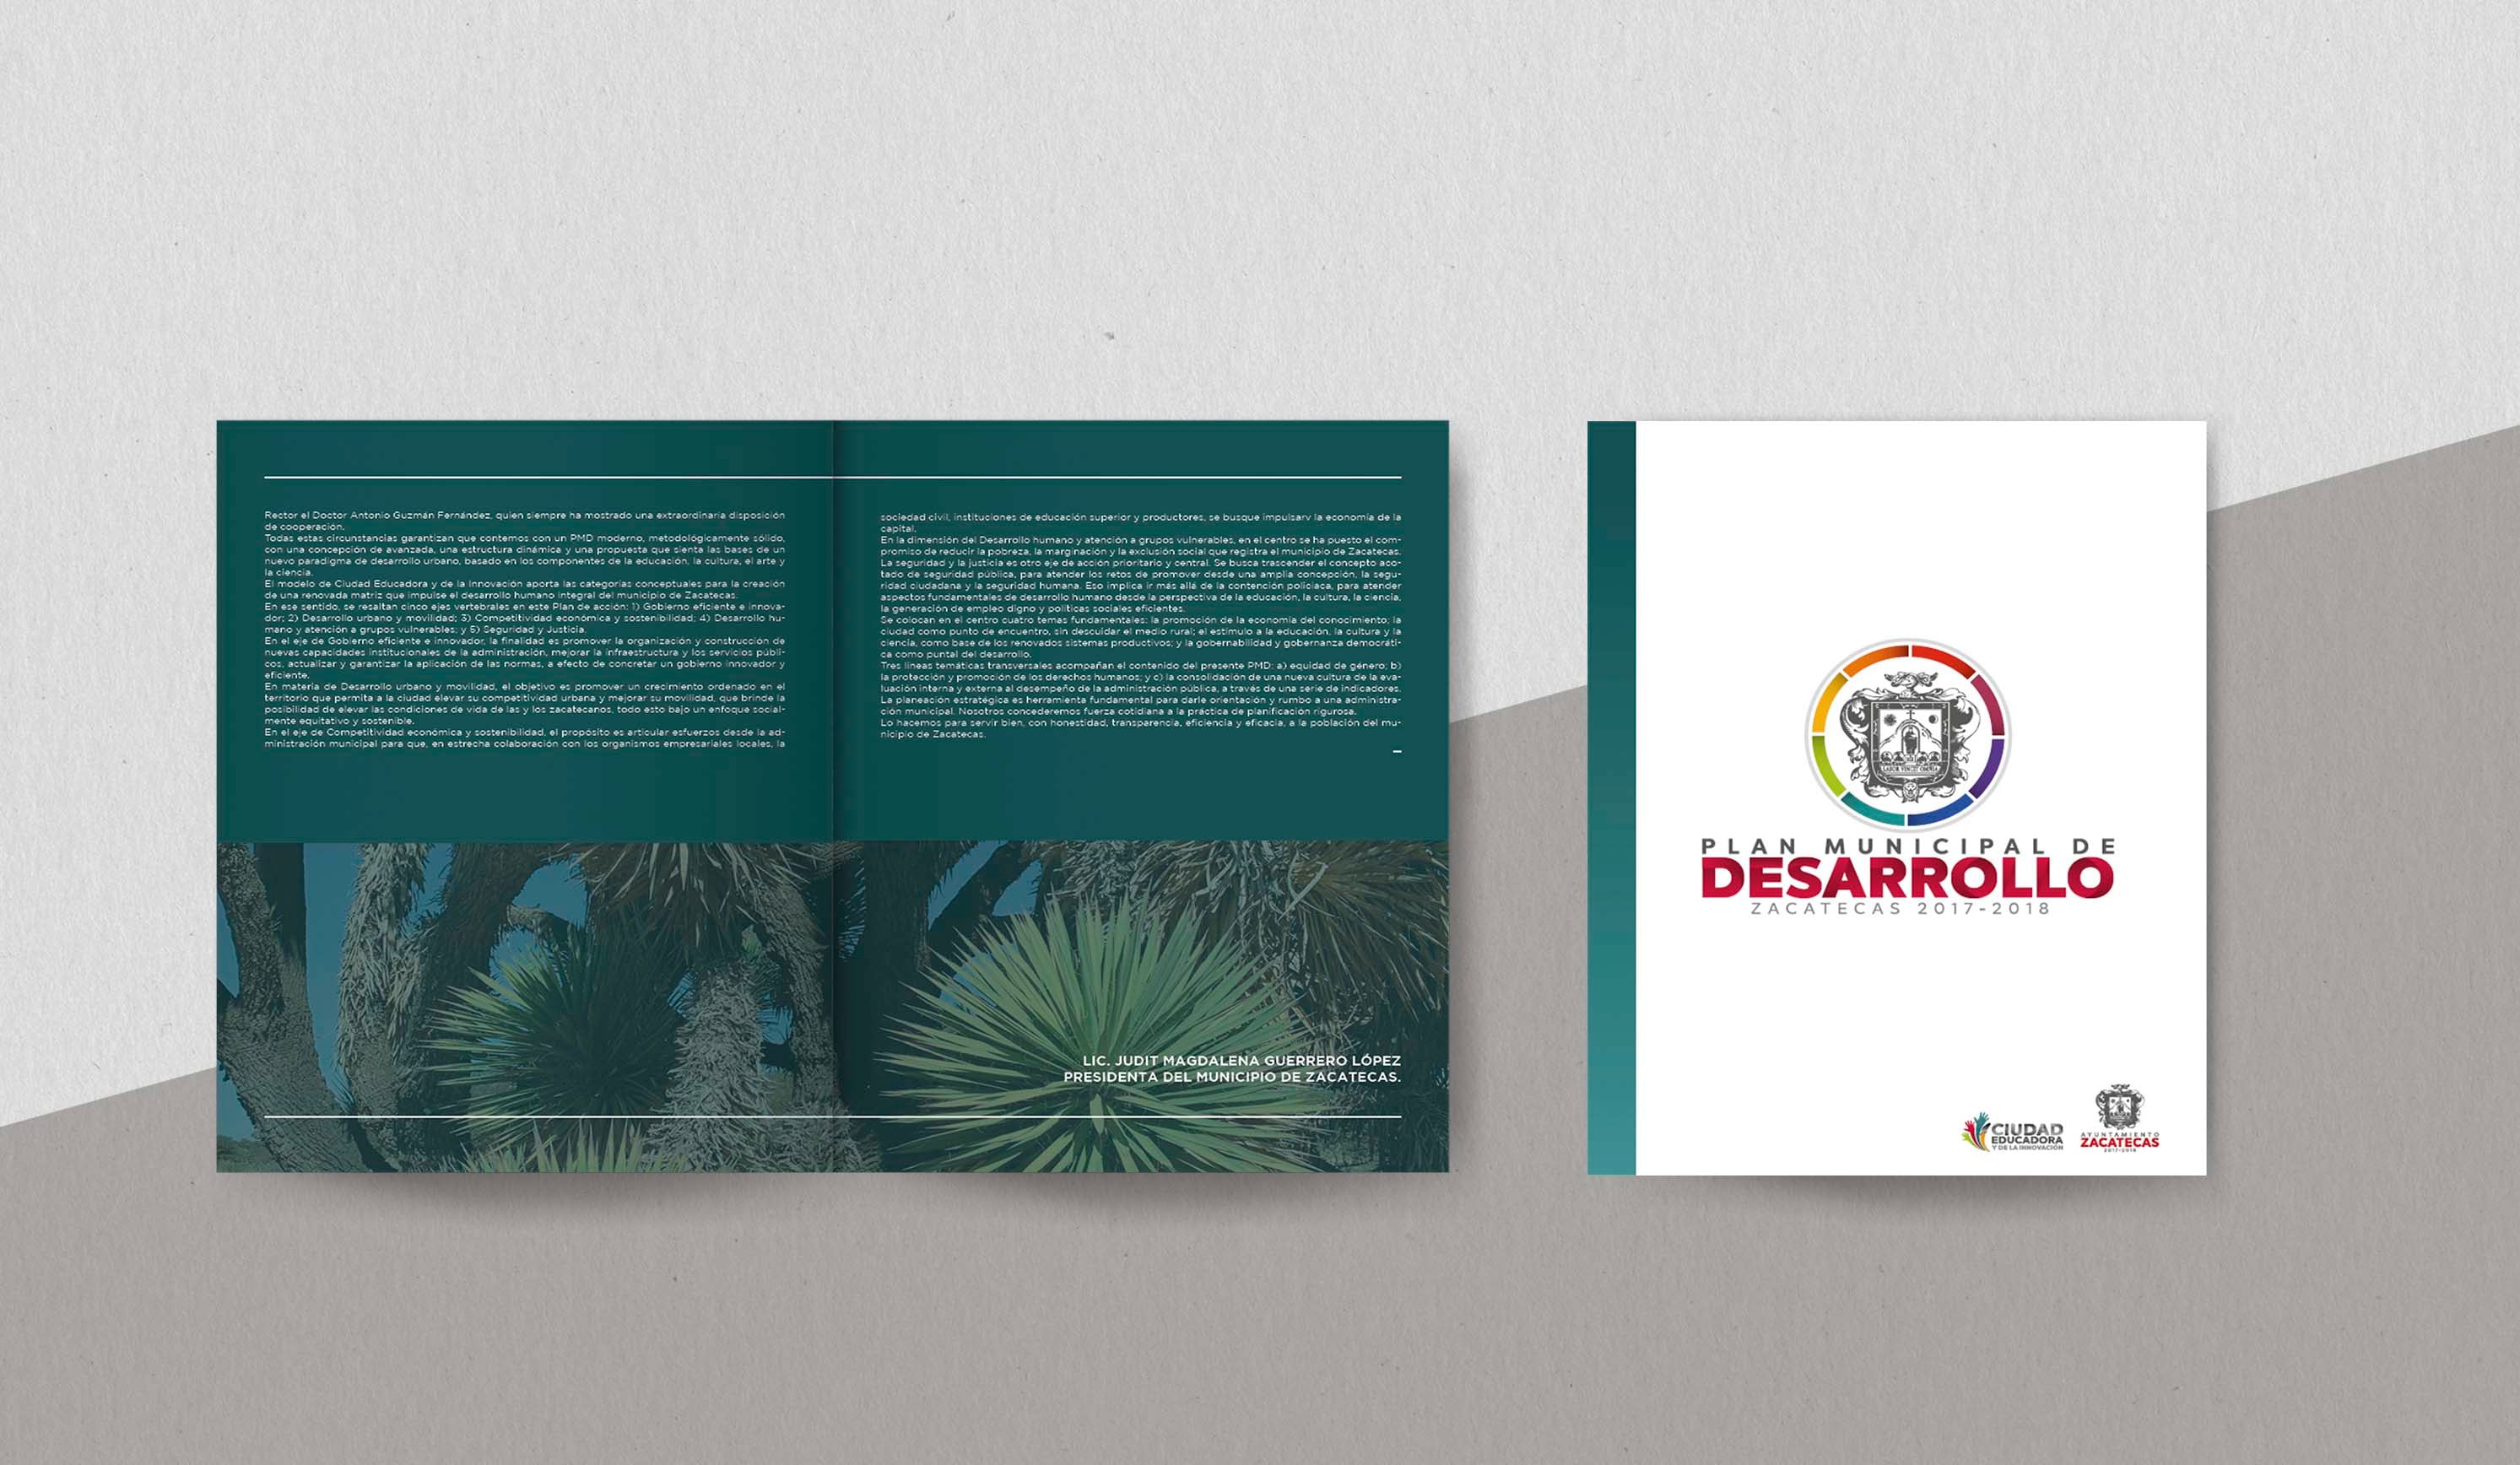 Rector el Doctor Antonio Guzmán Fernández, quien siempre ha mostrado una extraordinaria disposición
de cooperación.
Todas estas circunstancias garantizan que contemos con un PMD moderno, metodológicamente sólido,
con una concepción de avanzada, una estructura dinámica y una propuesta que sienta las bases de un
nuevo paradigma de desarrollo urbano, basado en los componentes de la educación, la cultura, el arte y
la ciencia.
El modelo de Ciudad Educadora y de la Innovación aporta las categorías conceptuales para la creación
de una renovada matriz que impulse el desarrollo humano integral del municipio de Zacatecas.
En ese sentido, se resaltan cinco ejes vertebrales en este Plan de acción: 1) Gobierno eficiente e innova-
dor; 2) Desarrollo urbano y movilidad; 3) Competitividad económica y sostenibilidad; 4) Desarrollo hu-
mano y atención a grupos vulnerables; y 5) Seguridad y Justicia.
En el eje de Gobierno eficiente e innovador, la finalidad es promover la organización y construcción de
nuevas capacidades institucionales de la administración, mejorar la infraestructura y los servicios públi-
cos, actualizar y garantizar la aplicación de las normas, a efecto de concretar un gobierno innovador y
eficiente.
En materia de Desarrollo urbano y movilidad, el objetivo es promover un crecimiento ordenado en el
territorio que permita a la ciudad elevar su competitividad urbana y mejorar su movilidad, que brinde la
posibilidad de elevar las condiciones de vida de las y los zacatecanos, todo esto bajo un enfoque social-
mente equitativo y sostenible.
En el eje de Competitividad económica y sostenibilidad, el propósito es articular esfuerzos desde la ad-
ministración municipal para que, en estrecha colaboración con los organismos empresariales locales, la
sociedad civil, instituciones de educación superior y productores, se busque impulsarv la economía de la
capital.
En la dimensión del Desarrollo humano y atención a grupos vulnerables, en el centro se ha puesto el com-
promiso de reducir la pobreza, la marginación y la exclusión social que registra el municipio de Zacatecas.
La seguridad y la justicia es otro eje de acción prioritario y central. Se busca trascender el concepto aco-
tado de seguridad pública, para atender los retos de promover desde una amplia concepción, la segu-
ridad ciudadana y la seguridad humana. Eso implica ir más allá de la contención policiaca, para atender
aspectos fundamentales de desarrollo humano desde la perspectiva de la educación, la cultura, la ciencia,
la generación de empleo digno y políticas sociales eficientes.
Se colocan en el centro cuatro temas fundamentales: la promoción de la economía del conocimiento; la
ciudad como punto de encuentro, sin descuidar el medio rural; el estímulo a la educación, la cultura y la
ciencia, como base de los renovados sistemas productivos; y la gobernabilidad y gobernanza democráti-
ca como puntal del desarrollo.
Tres líneas temáticas transversales acompañan el contenido del presente PMD: a) equidad de género; b)
la protección y promoción de los derechos humanos; y c) la consolidación de una nueva cultura de la eva-
luación interna y externa al desempeño de la administración pública, a través de una serie de indicadores.
La planeación estratégica es herramienta fundamental para darle orientación y rumbo a una administra-
ción municipal. Nosotros concederemos fuerza cotidiana a la práctica de planificación rigurosa.
Lo hacemos para servir bien, con honestidad, transparencia, eficiencia y eficacia, a la población del mu-
nicipio de Zacatecas.
LIC. JUDIT MAGDALENA GUERRERO LÓPEZ
PRESIDENTA DEL MUNICIPIO DE ZACATECAS.
LABOR VINCIT OMNIA
PLAN MUNICIPAL DE
DESARROLLO
ZACATECAS 2017-2018
CIUDAD
EDUCADORA
Y DE LA INNOVACIÓN
AYUNTAMIENTO
ZACATECAS
2017-2018